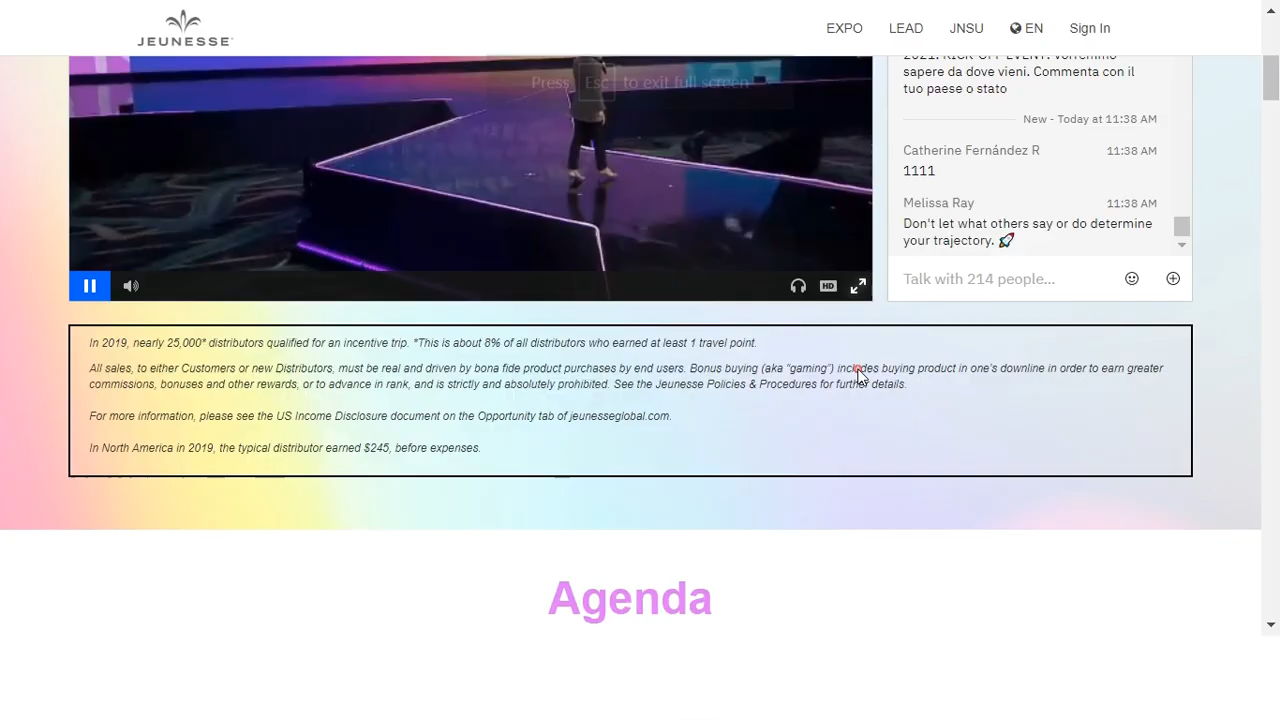 JEUNESSE
EXPO
LEAD
JNSU
EN
Sign In
Press Esc to exit full screen
sapere da dove vieni. Commenta con il
tuo paese o stato
New - Today at 11:38 AM
Catherine Fernández R 11:38 AM
1111
Melissa Ray 11:38 AM
Don't let what others say or do determine
your trajectory. 🚀
HD
Talk with 214 people...
In 2019, nearly 25,000* distributors qualified for an incentive trip. *This is about 8% of all distributors who earned at least 1 travel point.
All sales, to either Customers or new Distributors, must be real and driven by bona fide product purchases by end users. Bonus buying (aka “gaming”) includes buying product in one's downline in order to earn greater
commissions, bonuses and other rewards, or to advance in rank, and is strictly and absolutely prohibited. See the Jeunesse Policies & Procedures for further details.
For more information, please see the US Income Disclosure document on the Opportunity tab of jeunesseglobal.com.
In North America in 2019, the typical distributor earned $245, before expenses.
Agenda